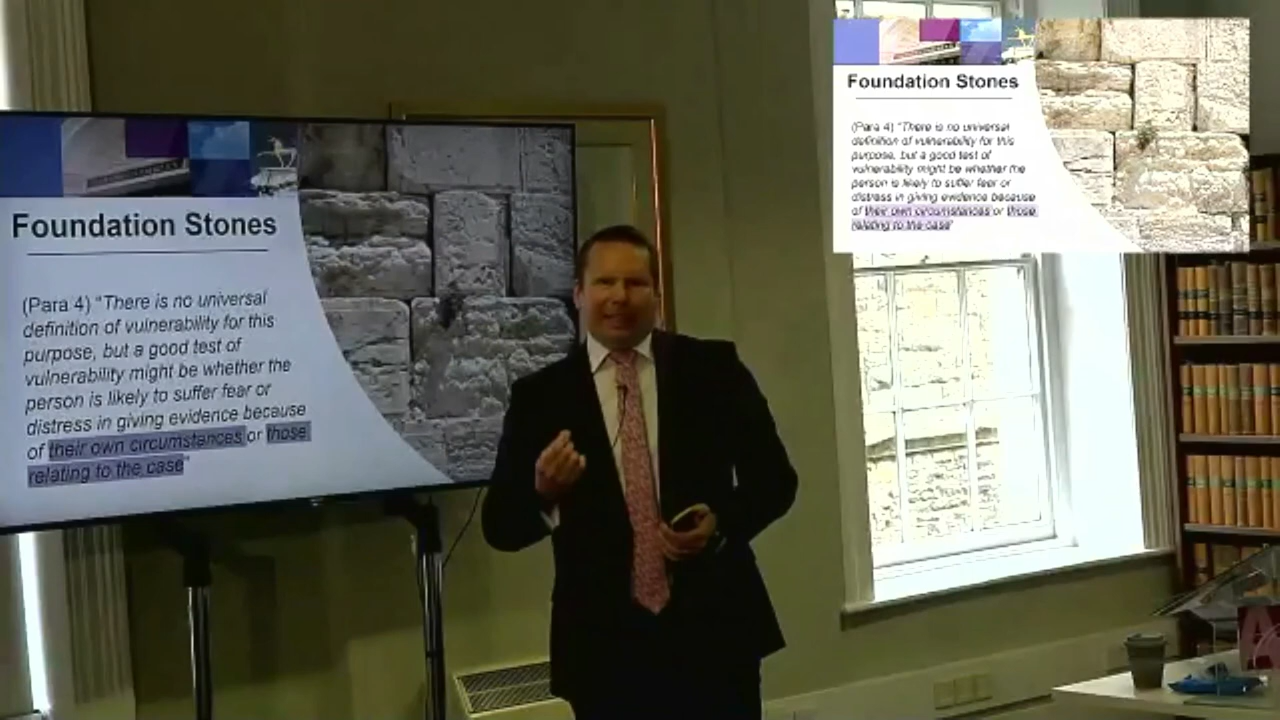 Foundation Stones
(Para 4) "There is no universal
definition of vulnerability for this
purpose, but a good test of
vulnerability might be whether the
person is likely to suffer fear or
distress in giving evidence because
of their own circumstances or those
relating to the case"
Foundation Stones
(Para 4) "There is no universal
definition of vulnerability for this
purpose, but a good test of
vulnerability might be whether the
person is likely to suffer fear or
distress in giving evidence because
of their own circumstances or those
relating to the case"
A